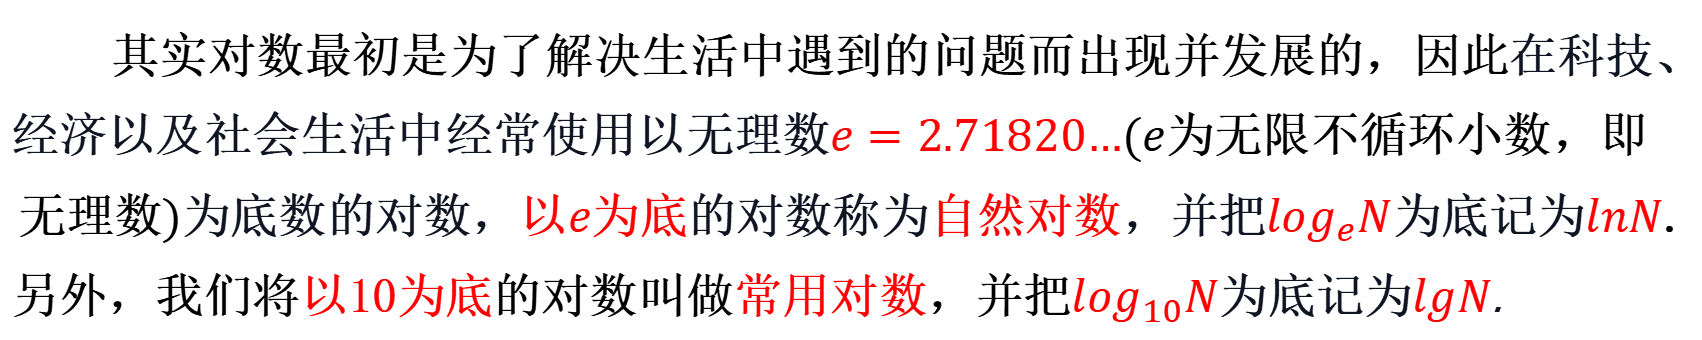 其实对数最初是为了解决生活中遇到的问题而出现并发展的，因此在科技、
经济以及社会生活中经常使用以无理数e = 2.71820…(e为无限不循环小数，即
无理数)为底数的对数，以e为底的对数称为自然对数，并把logₑN为底记为lnN.
另外，我们将以10为底的对数叫做常用对数，并把log₁₀N为底记为lgN.